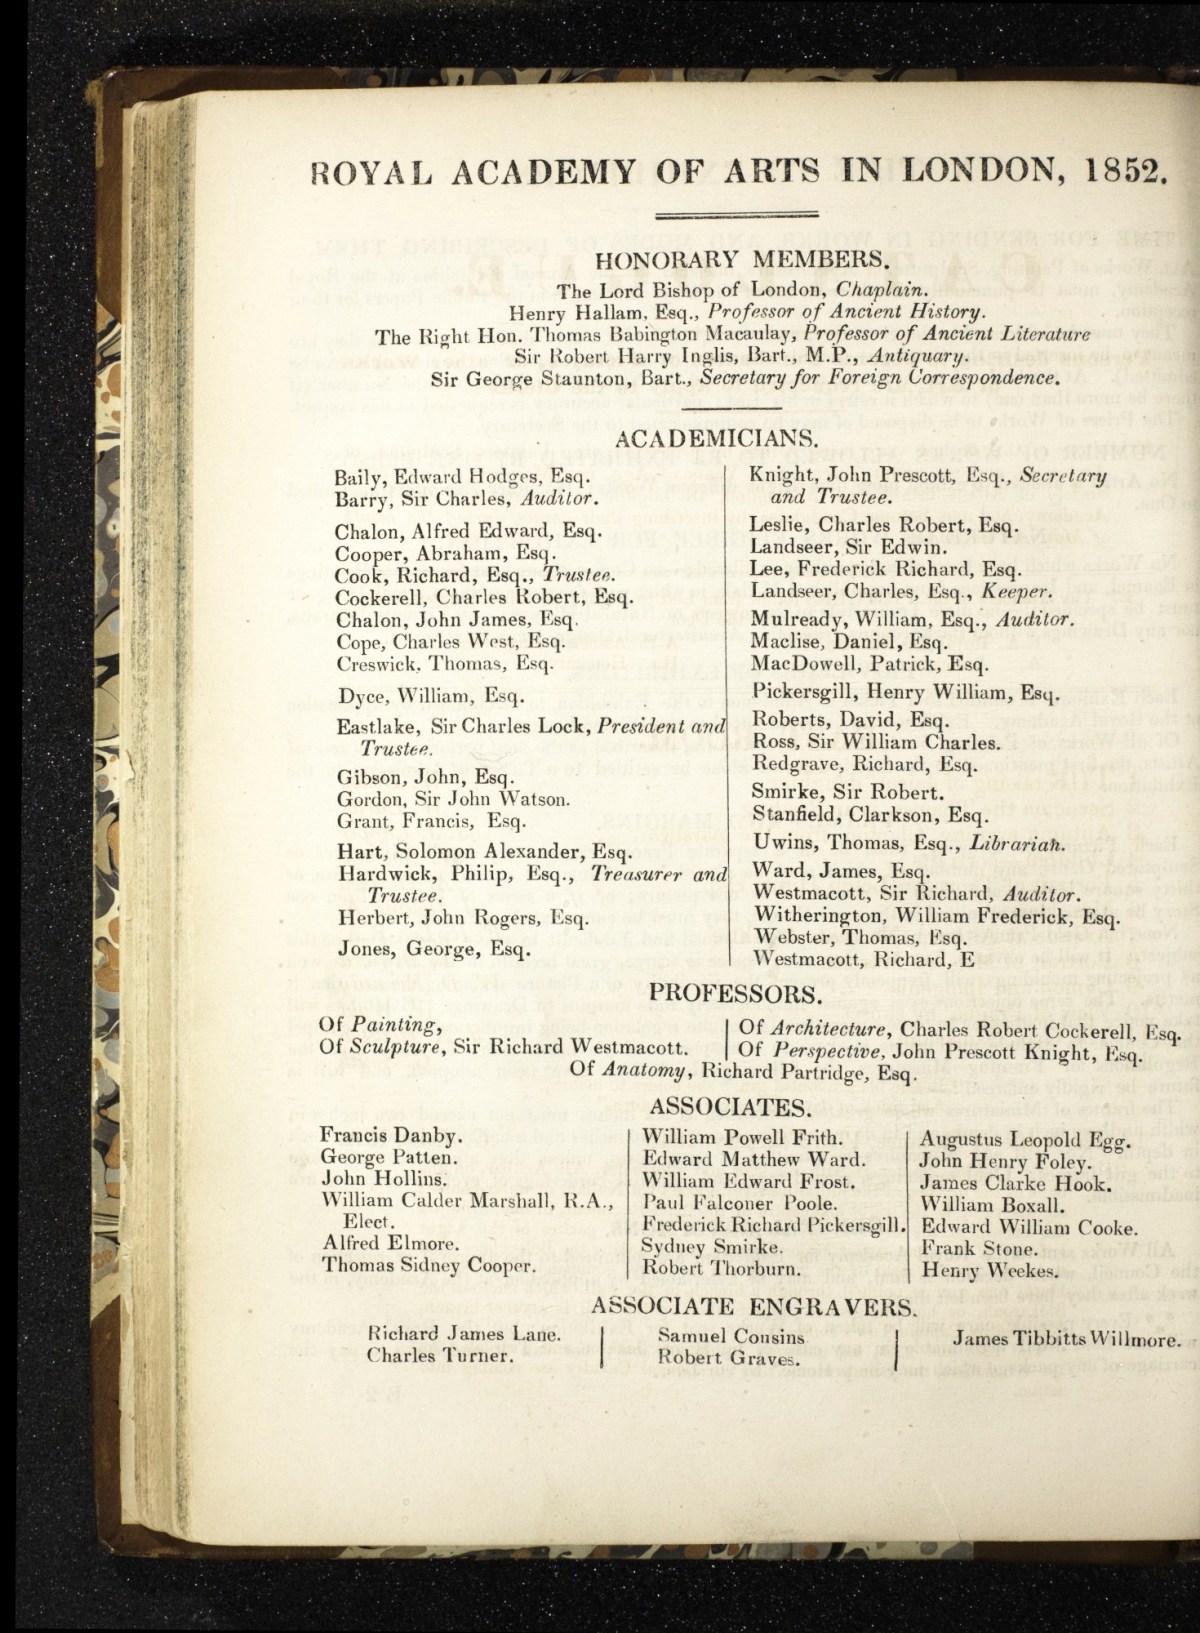 ROYAL ACADEMY OF ARTS IN LONDON, 1852.
HONORARY MEMBERS.
The Lord Bishop of London, Chaplain.
Henry Hallam, Esq., Professor of Ancient History.
The Right Hon. Thomas Babington Macaulay, Professor of Ancient Literature
Sir Robert Harry Inglis, Bart., M.P., Antiquary.
Sir George Staunton, Bart., Secretary for Foreign Correspondence.
ACADEMICIANS.
Baily, Edward Hodges, Esq.
Barry, Sir Charles, Auditor.
Chalon, Alfred Edward, Esq.
Cooper, Abraham, Esq.
Cook, Richard, Esq., Trustee.
Cockerell, Charles Robert, Esq.
Chalon, John James, Esq.
Cope, Charles West, Esq.
Creswick, Thomas, Esq.
Dyce, William, Esq.
Eastlake, Sir Charles Lock, President and
Trustee.
Gibson, John, Esq.
Gordon, Sir John Watson.
Grant, Francis, Esq.
Hart, Solomon Alexander, Esq.
Hardwick, Philip, Esq., Treasurer and
Trustee.
Herbert, John Rogers, Esq.
Jones, George, Esq.
Knight, John Prescott, Esq., Secretary
and Trustee.
Leslie, Charles Robert, Esq.
Landseer, Sir Edwin.
Lee, Frederick Richard, Esq.
Landseer, Charles, Esq., Keeper.
Mulready, William, Esq., Auditor.
Maclise, Daniel, Esq.
MacDowell, Patrick, Esq.
Pickersgill, Henry William, Esq.
Roberts, David, Esq.
Ross, Sir William Charles.
Redgrave, Richard, Esq.
Smirke, Sir Robert.
Stanfield, Clarkson, Esq.
Uwins, Thomas, Esq., Librarian.
Ward, James, Esq.
Westmacott, Sir Richard, Auditor.
Witherington, William Frederick, Esq.
Webster, Thomas, Esq.
Westmacott, Richard, E
PROFESSORS.
Of Painting,
Of Sculpture, Sir Richard Westmacott.
Of Architecture, Charles Robert Cockerell, Esq.
Of Perspective, John Prescott Knight, Esq.
Of Anatomy, Richard Partridge, Esq.
ASSOCIATES.
Francis Danby.
George Patten.
John Hollins.
William Calder Marshall, R.A.,
Elect.
Alfred Elmore.
Thomas Sidney Cooper.
William Powell Frith.
Edward Matthew Ward.
William Edward Frost.
Paul Falconer Poole.
Frederick Richard Pickersgill.
Sydney Smirke.
Robert Thorburn.
Augustus Leopold Egg.
John Henry Foley.
James Clarke Hook.
William Boxall.
Edward William Cooke.
Frank Stone.
Henry Weekes.
ASSOCIATE ENGRAVERS.
Richard James Lane.
Charles Turner.
Samuel Cousins
Robert Graves.
James Tibbitts Willmore.